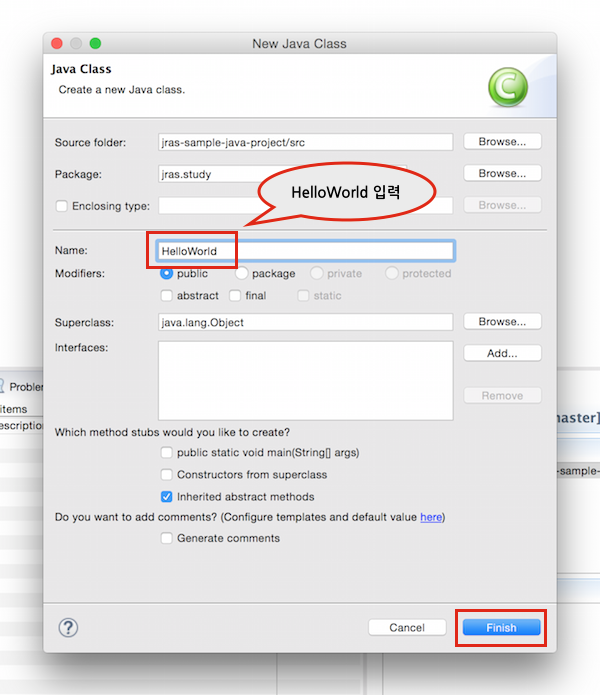 New Java Class
Java Class
Create a new Java class.
Source folder: jras-sample-java-project/src Browse...
Package: jras.study Browse...
HelloWorld 입력
Enclosing type: Browse...
Name: HelloWorld
Modifiers: public package private protected
abstract final static
Superclass: java.lang.Object Browse...
Interfaces: Add...
Remove
Which method stubs would you like to create?
public static void main(String[] args)
Constructors from superclass
Inherited abstract methods
Do you want to add comments? (Configure templates and default value here)
Generate comments
? Cancel Finish
Problem
items
escription
master]
-sample-